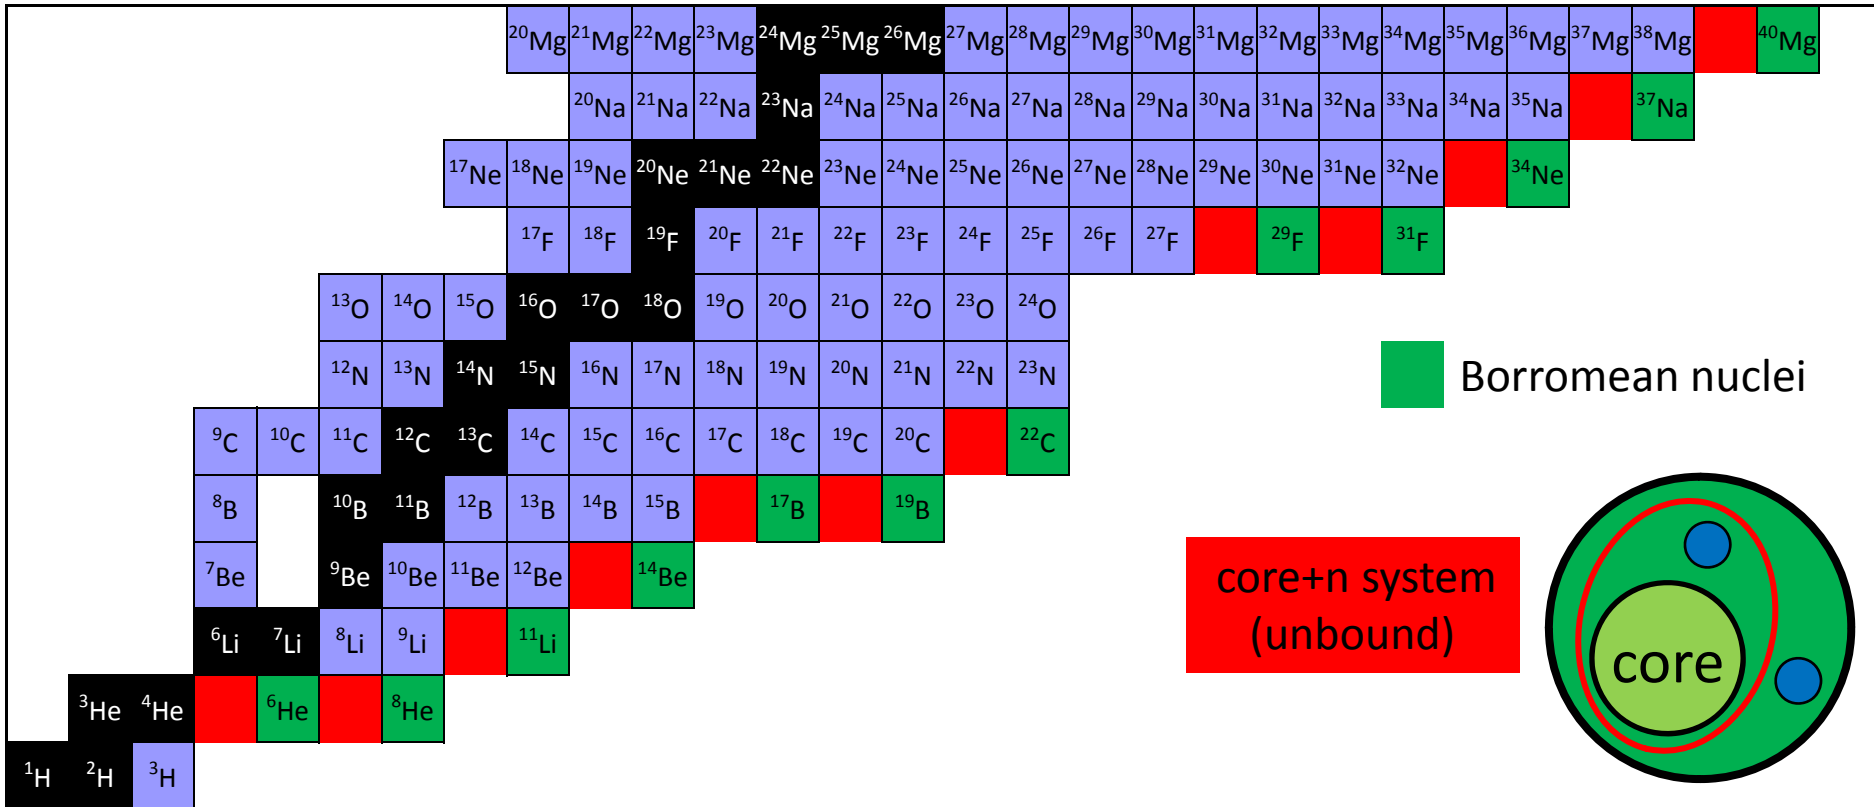 ²⁰Mg ²¹Mg ²²Mg ²³Mg ²⁴Mg ²⁵Mg ²⁶Mg ²⁷Mg ²⁸Mg ²⁹Mg ³⁰Mg ³¹Mg ³²Mg ³³Mg ³⁴Mg ³⁵Mg ³⁶Mg ³⁷Mg ³⁸Mg ⁴⁰Mg
²⁰Na ²¹Na ²²Na ²³Na ²⁴Na ²⁵Na ²⁶Na ²⁷Na ²⁸Na ²⁹Na ³⁰Na ³¹Na ³²Na ³³Na ³⁴Na ³⁵Na ³⁷Na
¹⁷Ne ¹⁸Ne ¹⁹Ne ²⁰Ne ²¹Ne ²²Ne ²³Ne ²⁴Ne ²⁵Ne ²⁶Ne ²⁷Ne ²⁸Ne ²⁹Ne ³⁰Ne ³¹Ne ³²Ne ³⁴Ne
¹⁷F ¹⁸F ¹⁹F ²⁰F ²¹F ²²F ²³F ²⁴F ²⁵F ²⁶F ²⁷F ²⁹F ³¹F
¹³O ¹⁴O ¹⁵O ¹⁶O ¹⁷O ¹⁸O ¹⁹O ²⁰O ²¹O ²²O ²³O ²⁴O
¹²N ¹³N ¹⁴N ¹⁵N ¹⁶N ¹⁷N ¹⁸N ¹⁹N ²⁰N ²¹N ²²N ²³N
Borromean nuclei
⁹C ¹⁰C ¹¹C ¹²C ¹³C ¹⁴C ¹⁵C ¹⁶C ¹⁷C ¹⁸C ¹⁹C ²⁰C ²²C
⁸B ¹⁰B ¹¹B ¹²B ¹³B ¹⁴B ¹⁵B ¹⁷B ¹⁹B
⁷Be ⁹Be ¹⁰Be ¹¹Be ¹²Be ¹⁴Be
core+n system
(unbound)
core
⁶Li ⁷Li ⁸Li ⁹Li ¹¹Li
³He ⁴He ⁶He ⁸He
¹H ²H ³H